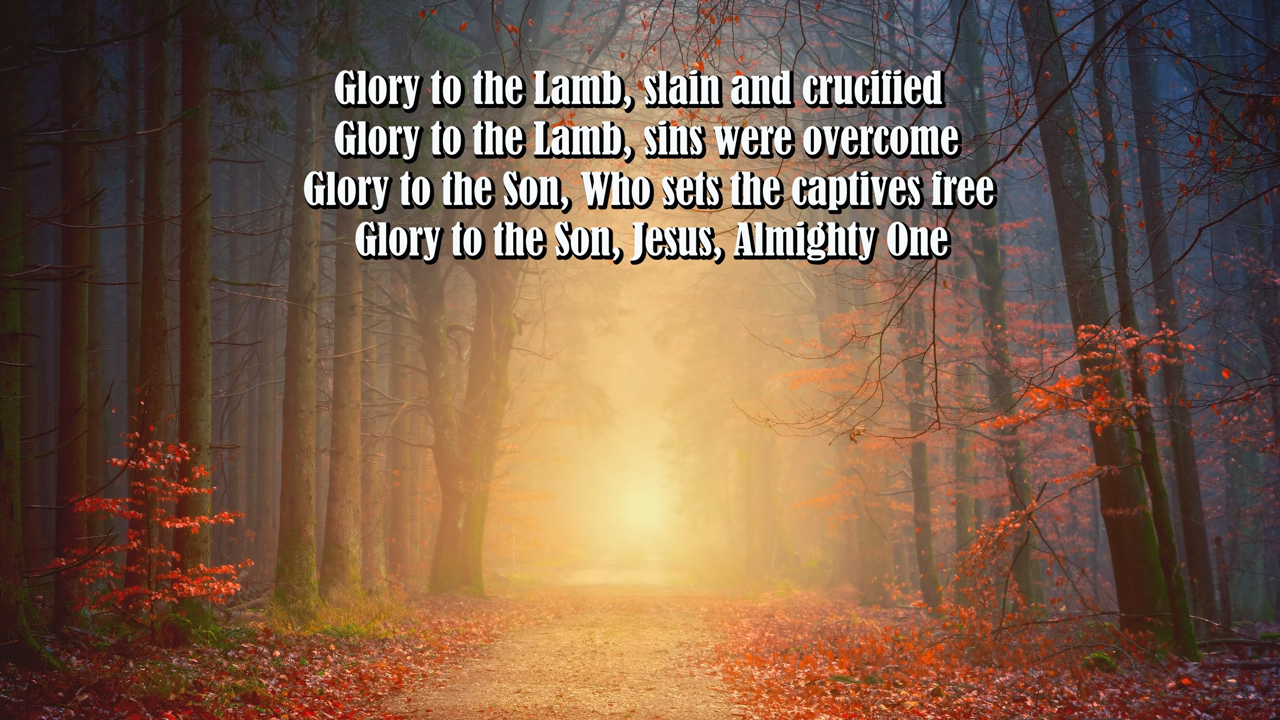 Glory to the Lamb, slain and crucified
Glory to the Lamb, sins were overcome
Glory to the Son, Who sets the captives free
Glory to the Son, Jesus, Almighty One